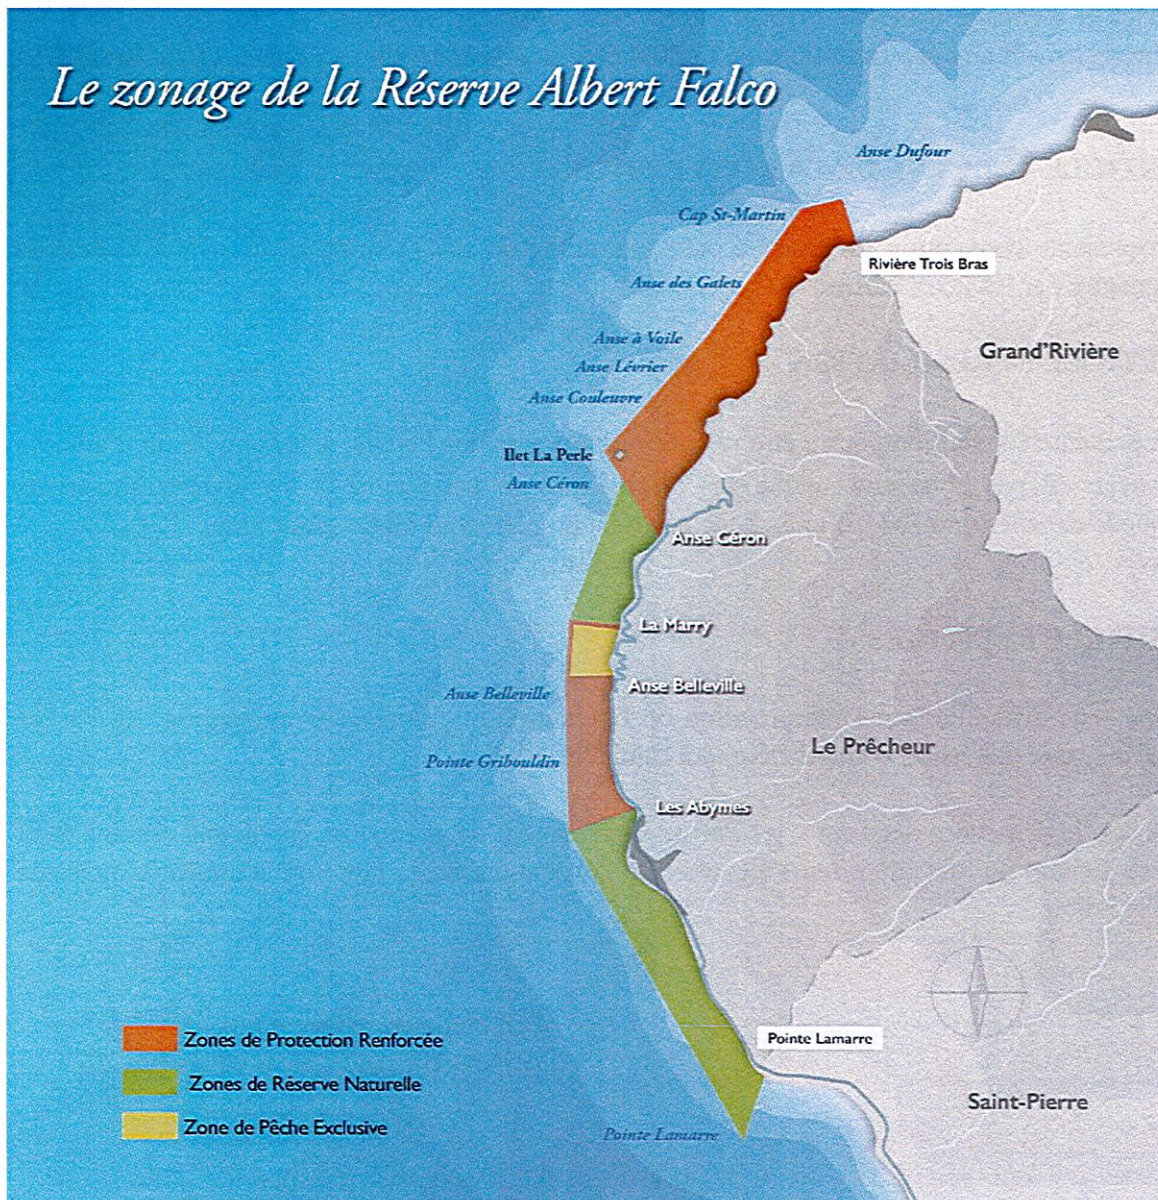 Le zonage de la Réserve Albert Falco
Anse Dufour
Cap St-Martin
Rivière Trois Bras
Anse des Galets
Anse à Voile
Grand'Rivière
Anse Lévrier
Anse Couleuvre
Ilet La Perle
Anse Céron
Anse Céron
La Marry
Anse Belleville
Anse Belleville
Le Prêcheur
Pointe Gribouldin
Les Abymes
Zones de Protection Renforcée
Pointe Lamarre
Zones de Réserve Naturelle
Saint-Pierre
Zone de Pêche Exclusive
Pointe Lamarre